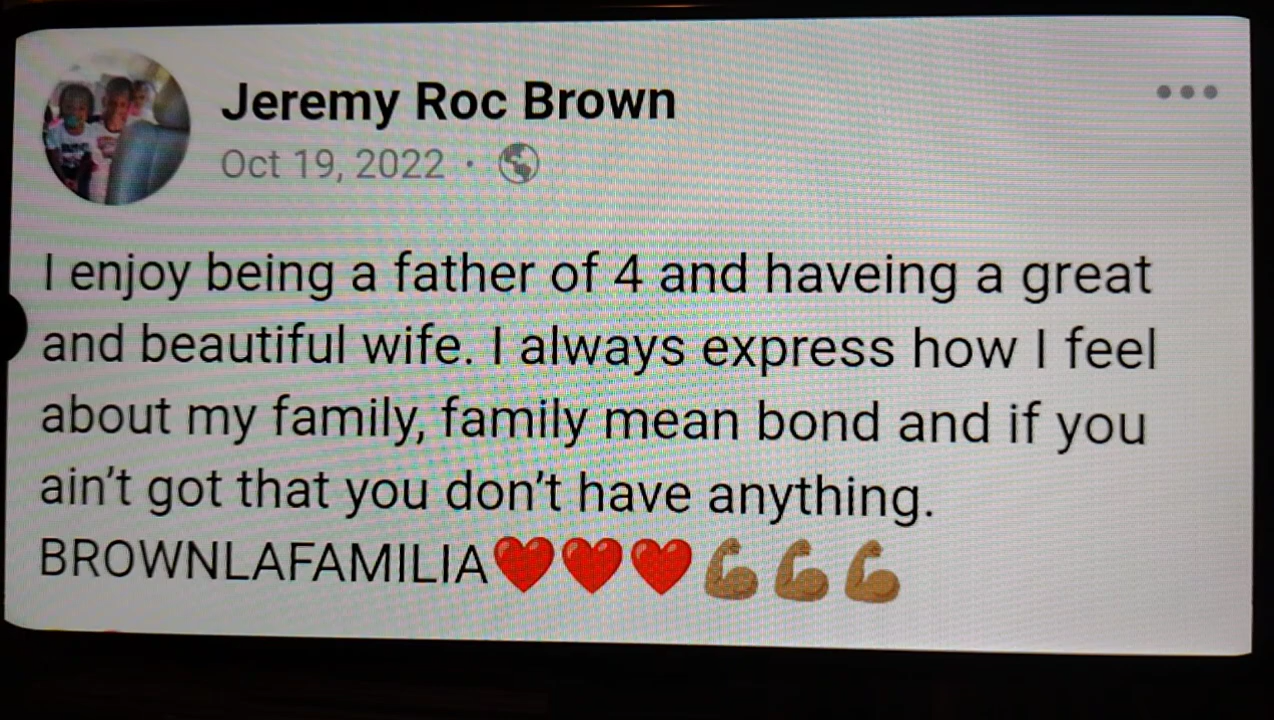 Jeremy Roc Brown
Oct 19, 2022 ·
I enjoy being a father of 4 and haveing a great
and beautiful wife. I always express how I feel
about my family, family mean bond and if you
ain't got that you don't have anything.
BROWNLAFAMILIA❤️❤️❤️💪🏽💪🏽💪🏽